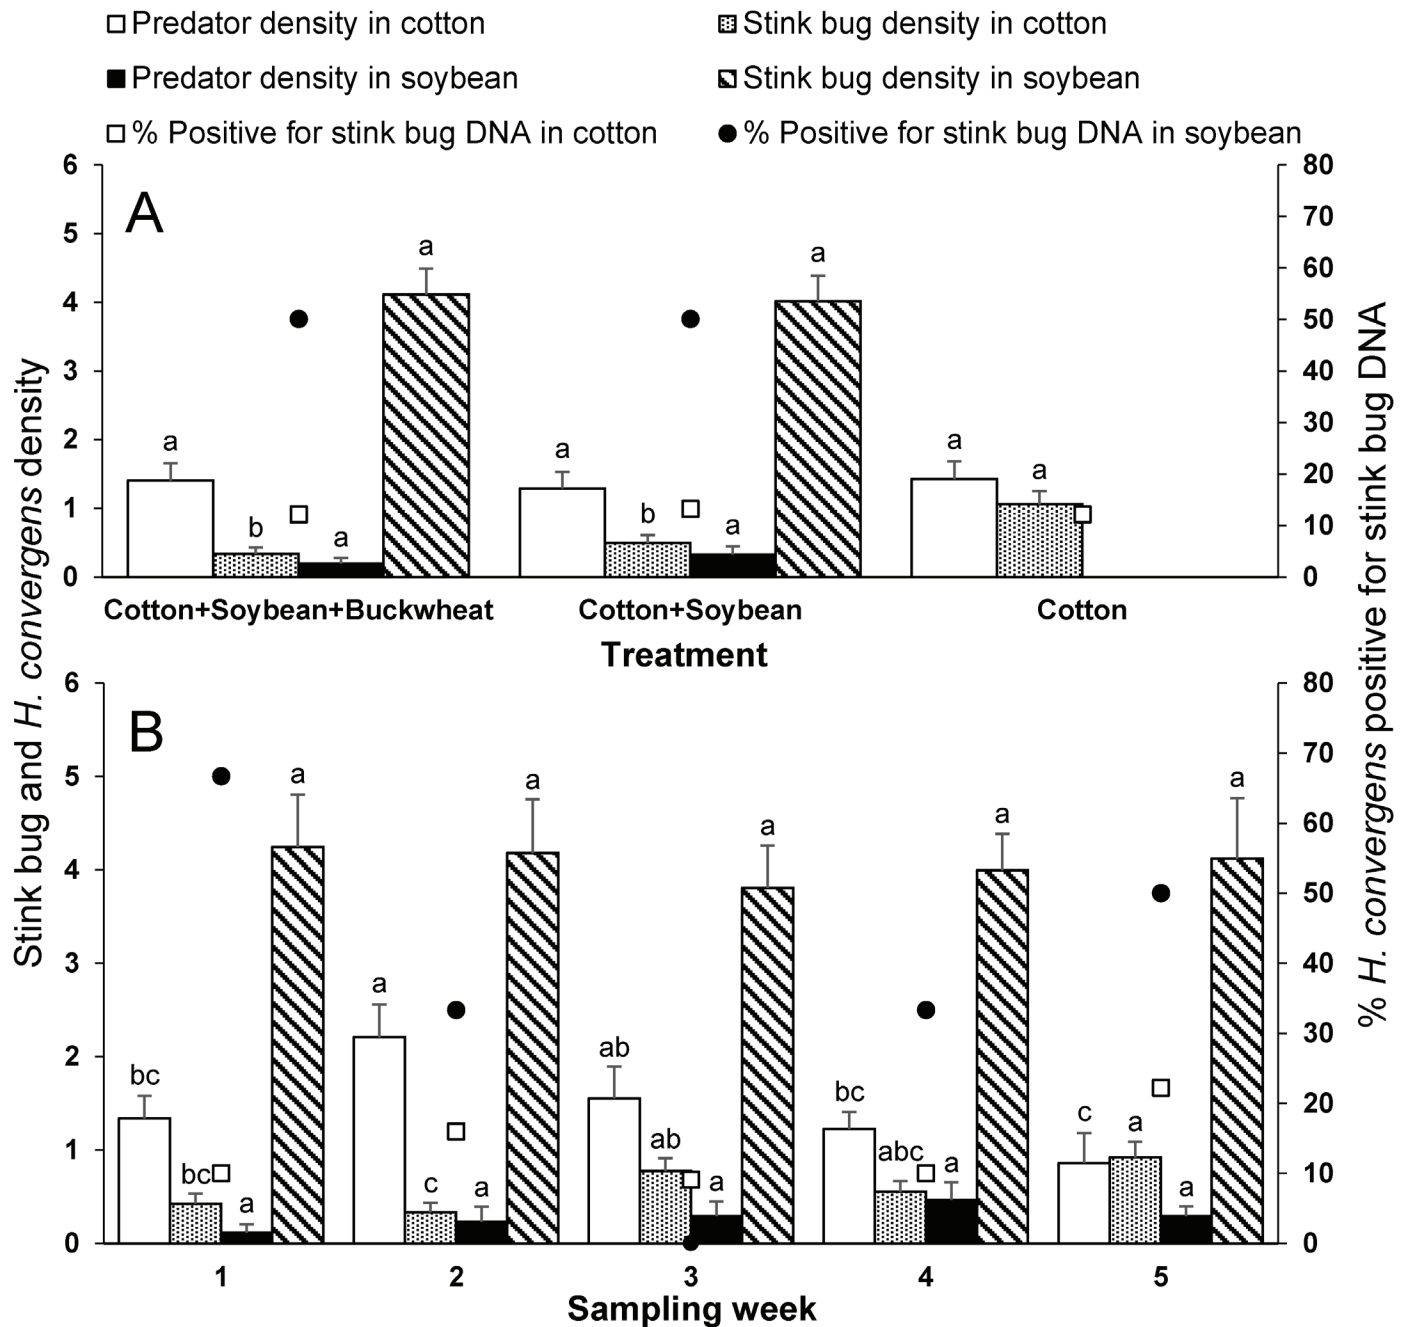 Predator density in cotton
Stink bug density in cotton
Predator density in soybean
Stink bug density in soybean
% Positive for stink bug DNA in cotton
% Positive for stink bug DNA in soybean
Stink bug and H. convergens density
% H. convergens positive for stink bug DNA
A
6
5
4
3
2
1
0
80
70
60
50
40
30
20
10
0
a
b
a
a
a
b
a
a
a
a
Cotton+Soybean+Buckwheat
Cotton+Soybean
Cotton
Treatment
B
6
5
4
3
2
1
0
80
70
60
50
40
30
20
10
0
bc
bc
a
a
a
c
a
a
ab
ab
a
a
bc
abc
a
a
c
a
a
a
1
2
3
4
5
Sampling week